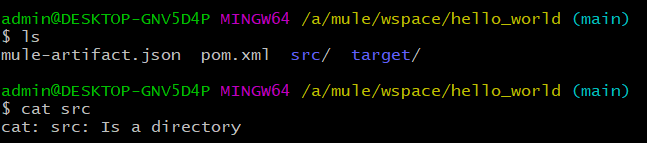 admin@DESKTOP-GNV5D4P MINGW64 /a/mule/wspace/hello_world (main)
$ ls
mule-artifact.json  pom.xml  src/  target/
admin@DESKTOP-GNV5D4P MINGW64 /a/mule/wspace/hello_world (main)
$ cat src
cat: src: Is a directory